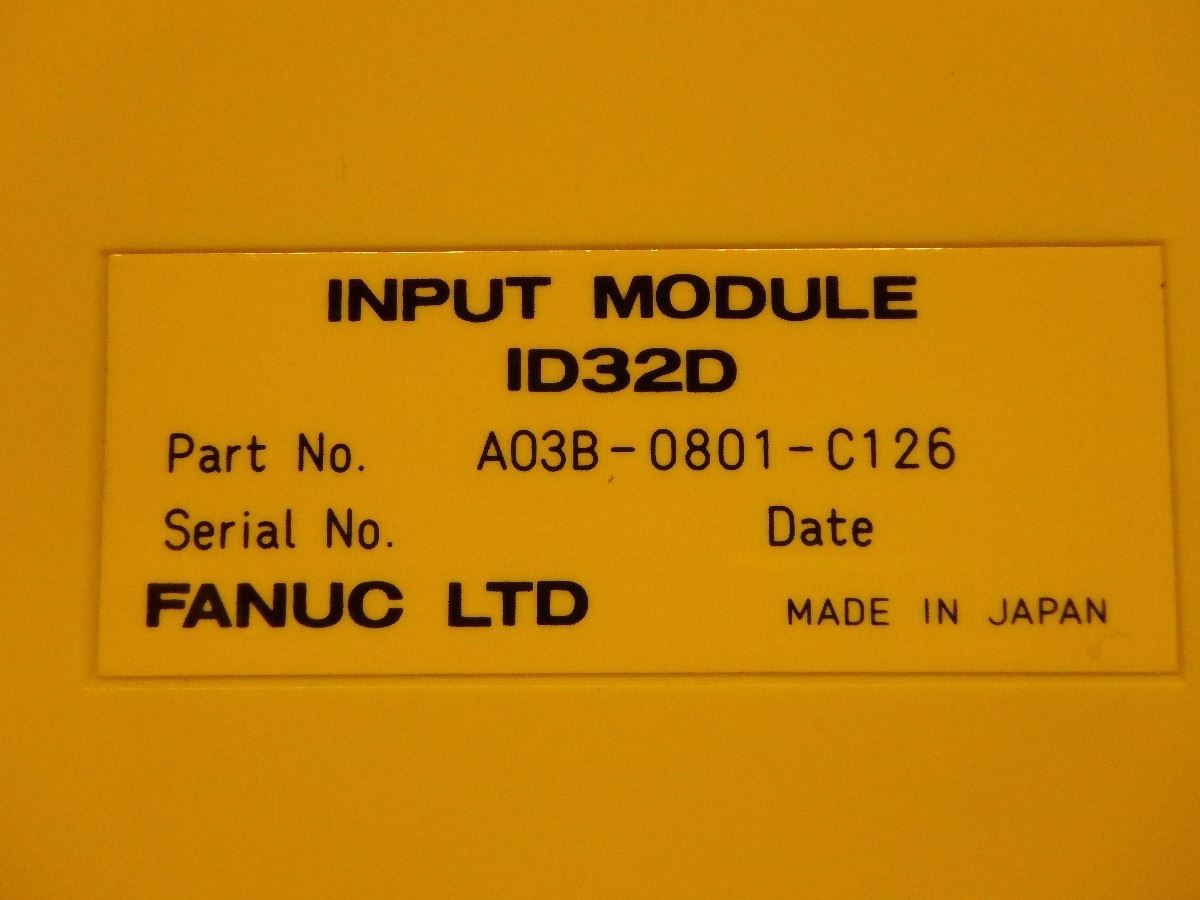 INPUT MODULE
ID32D
Part No. A03B-0801-C126
Serial No. Date
FANUC LTD MADE IN JAPAN